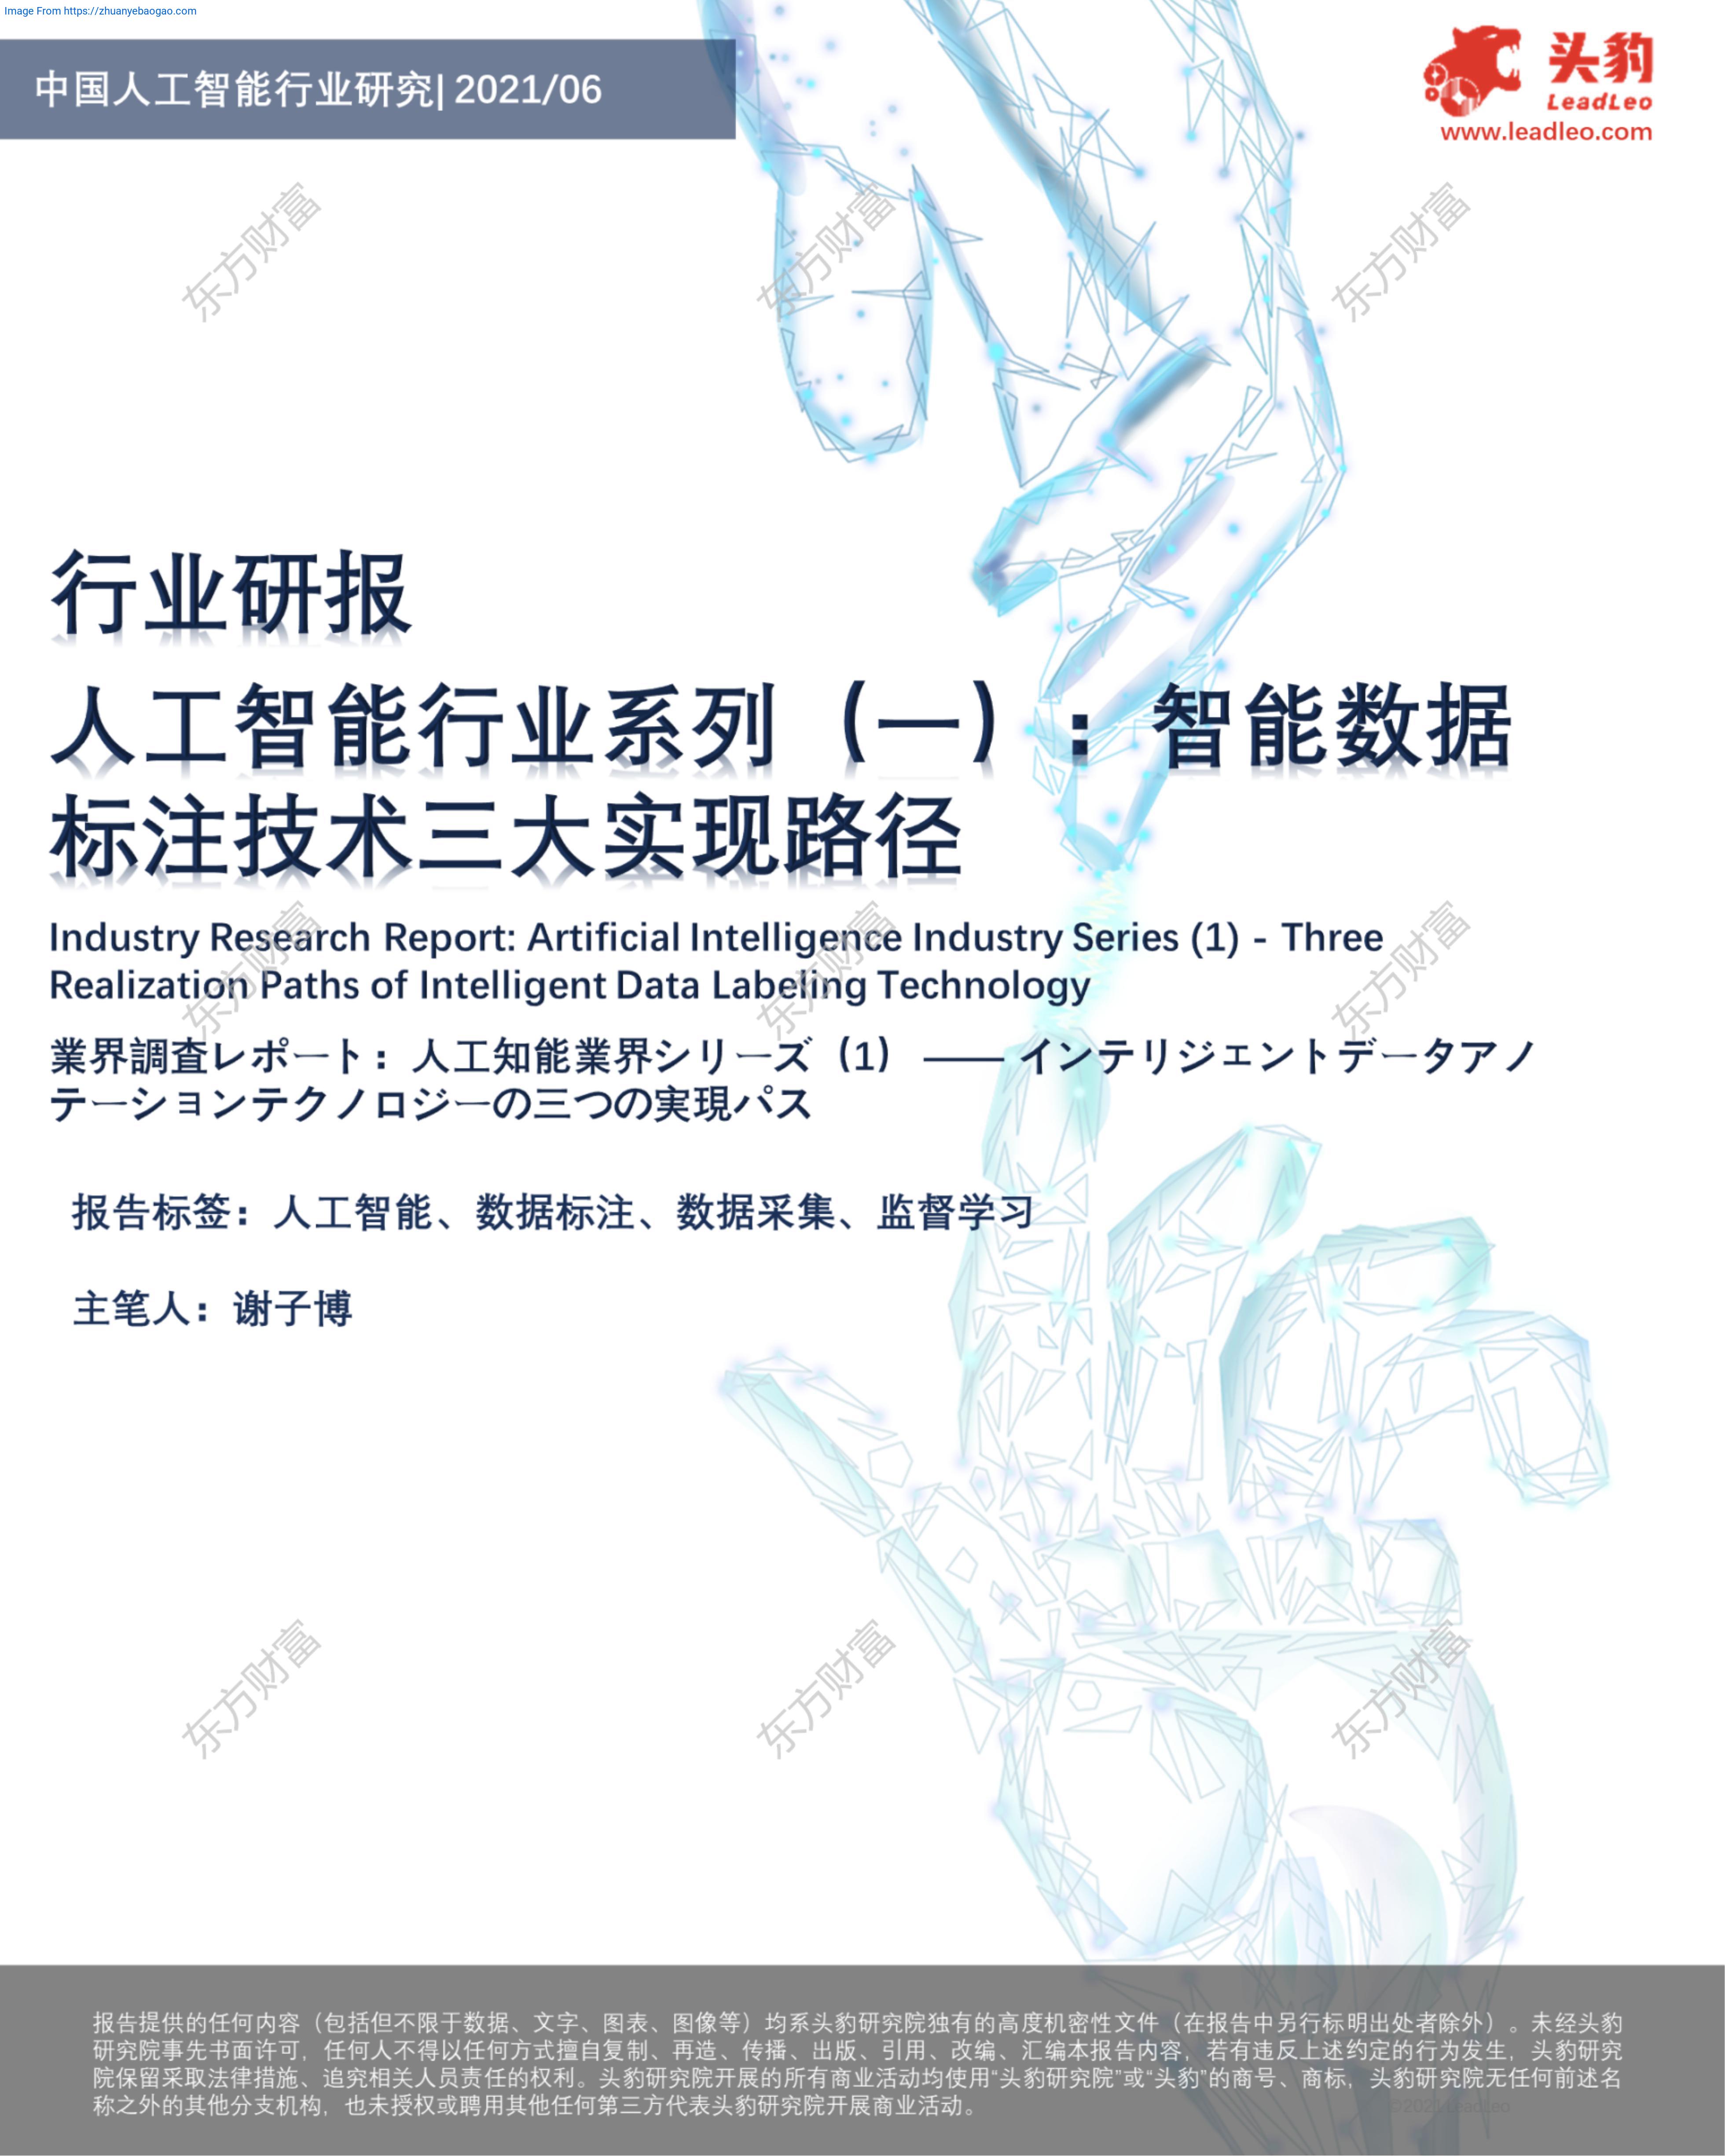 Image From https://zhuanyebaogao.com
中国人工智能行业研究| 2021/06
头豹
LeadLeo
www.leadleo.com
东方财富 东方财富 东方财富
行业研报
人工智能行业系列（一）：智能数据
标注技术三大实现路径
Industry Research Report: Artificial Intelligence Industry Series (1) - Three
Realization Paths of Intelligent Data Labeling Technology
東方财富 东方财富 东方财富
業界調査レポート：人工知能業界シリーズ（1） —— インテリジェントデータアノ
テーションテクノロジーの三つの実現パス
报告标签：人工智能、数据标注、数据采集、监督学习
主笔人：谢子博
东方财富 东方财富 东方财富
报告提供的任何内容（包括但不限于数据、文字、图表、图像等）均系头豹研究院独有的高度机密性文件（在报告中另行标明出处者除外）。未经头豹
研究院事先书面许可，任何人不得以任何方式擅自复制、再造、传播、出版、引用、改编、汇编本报告内容，若有违反上述约定的行为发生，头豹研究
院保留采取法律措施、追究相关人员责任的权利。头豹研究院开展的所有商业活动均使用“头豹研究院”或“头豹”的商号、商标，头豹研究院无任何前述名
称之外的其他分支机构，也未授权或聘用其他任何第三方代表头豹研究院开展商业活动。
©2021 LeadLeo